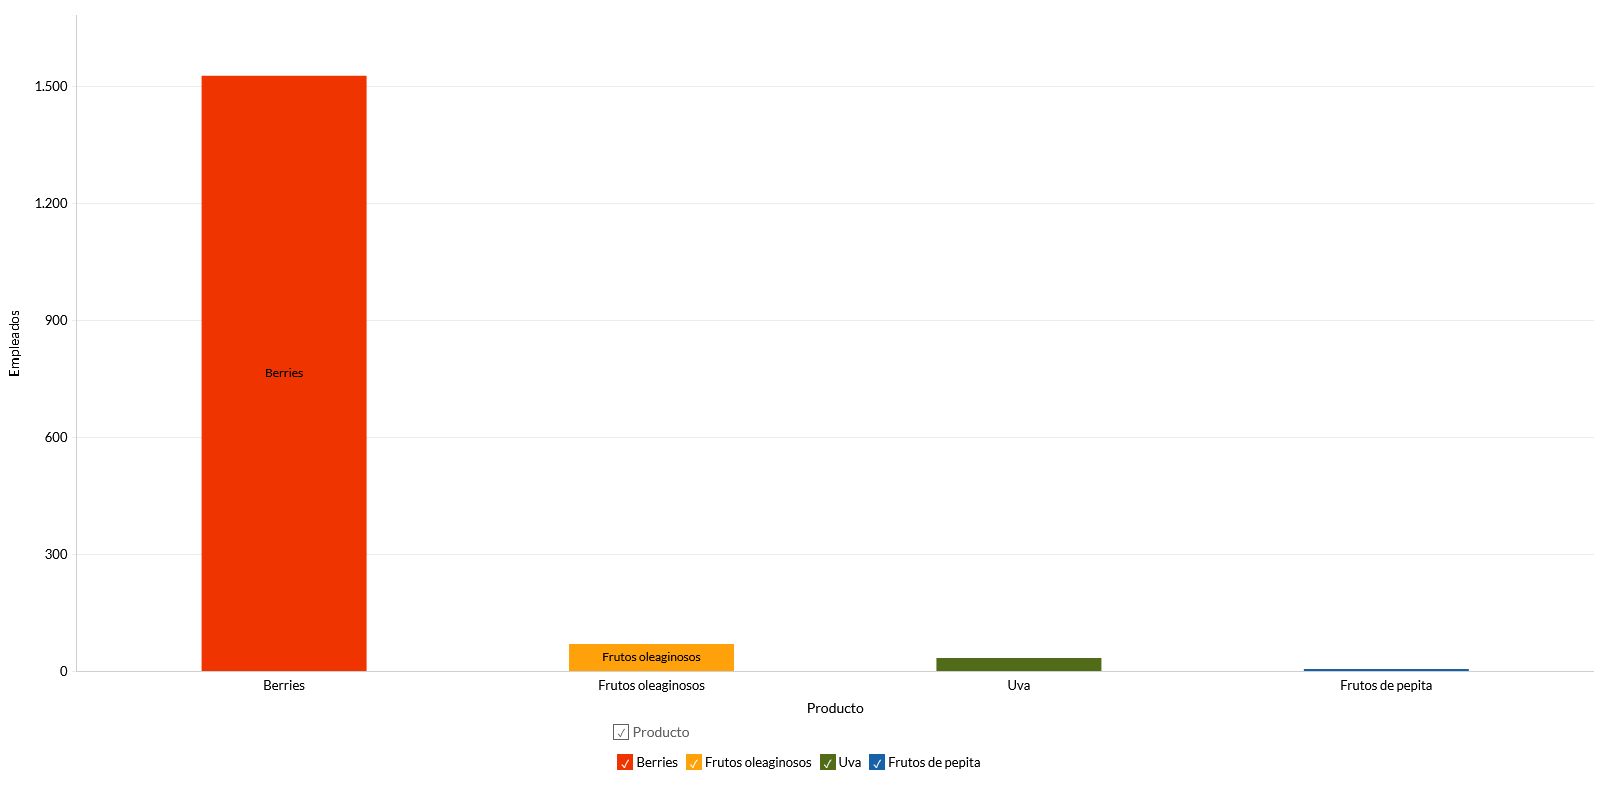 1.500
1.200
900
600
300
0
Empleados
Berries
Frutos oleaginosos
Berries
Frutos oleaginosos
Uva
Frutos de pepita
Producto
Producto
Berries Frutos oleaginosos Uva Frutos de pepita